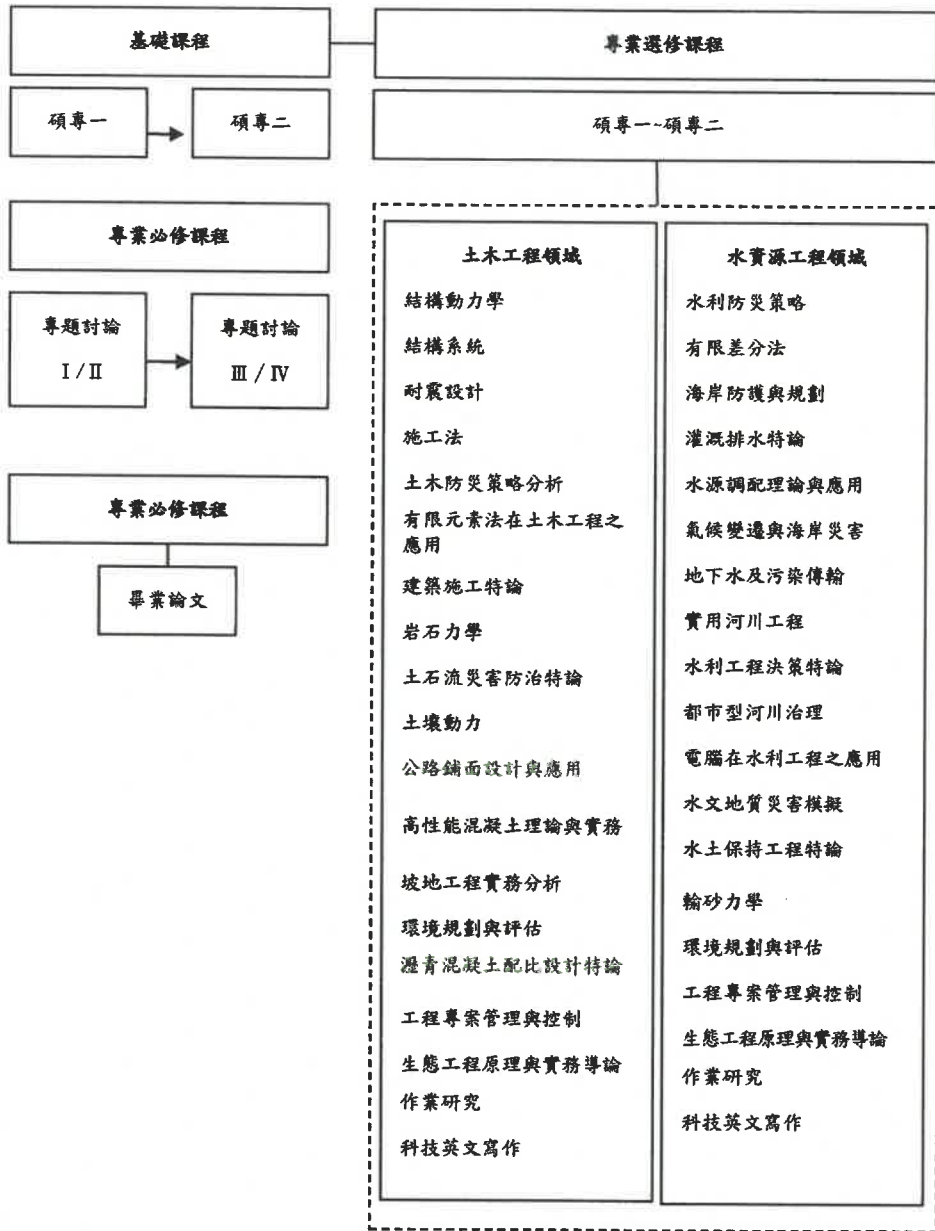 基礎課程
專業選修課程
碩專一
碩專二
碩專一~碩專二
專業必修課程
專題討論
I/II
專題討論
III/IV
專業必修課程
畢業論文
土木工程領域
結構動力學
結構系統
耐震設計
施工法
土木防災策略分析
有限元素法在土木工程之
應用
建築施工特論
岩石力學
土石流災害防治特論
土壤動力
公路鋪面設計與應用
高性能混凝土理論與實務
坡地工程實務分析
環境規劃與評估
瀝青混凝土配比設計特論
工程專案管理與控制
生態工程原理與實務導論
作業研究
科技英文寫作
水資源工程領域
水利防災策略
有限差分法
海岸防護與規劃
灌溉排水特論
水源調配理論與應用
氣候變遷與海岸災害
地下水及污染傳輸
實用河川工程
水利工程決策特論
都市型河川治理
電腦在水利工程之應用
水文地質災害模擬
水土保持工程特論
輸砂力學
環境規劃與評估
工程專案管理與控制
生態工程原理與實務導論
作業研究
科技英文寫作